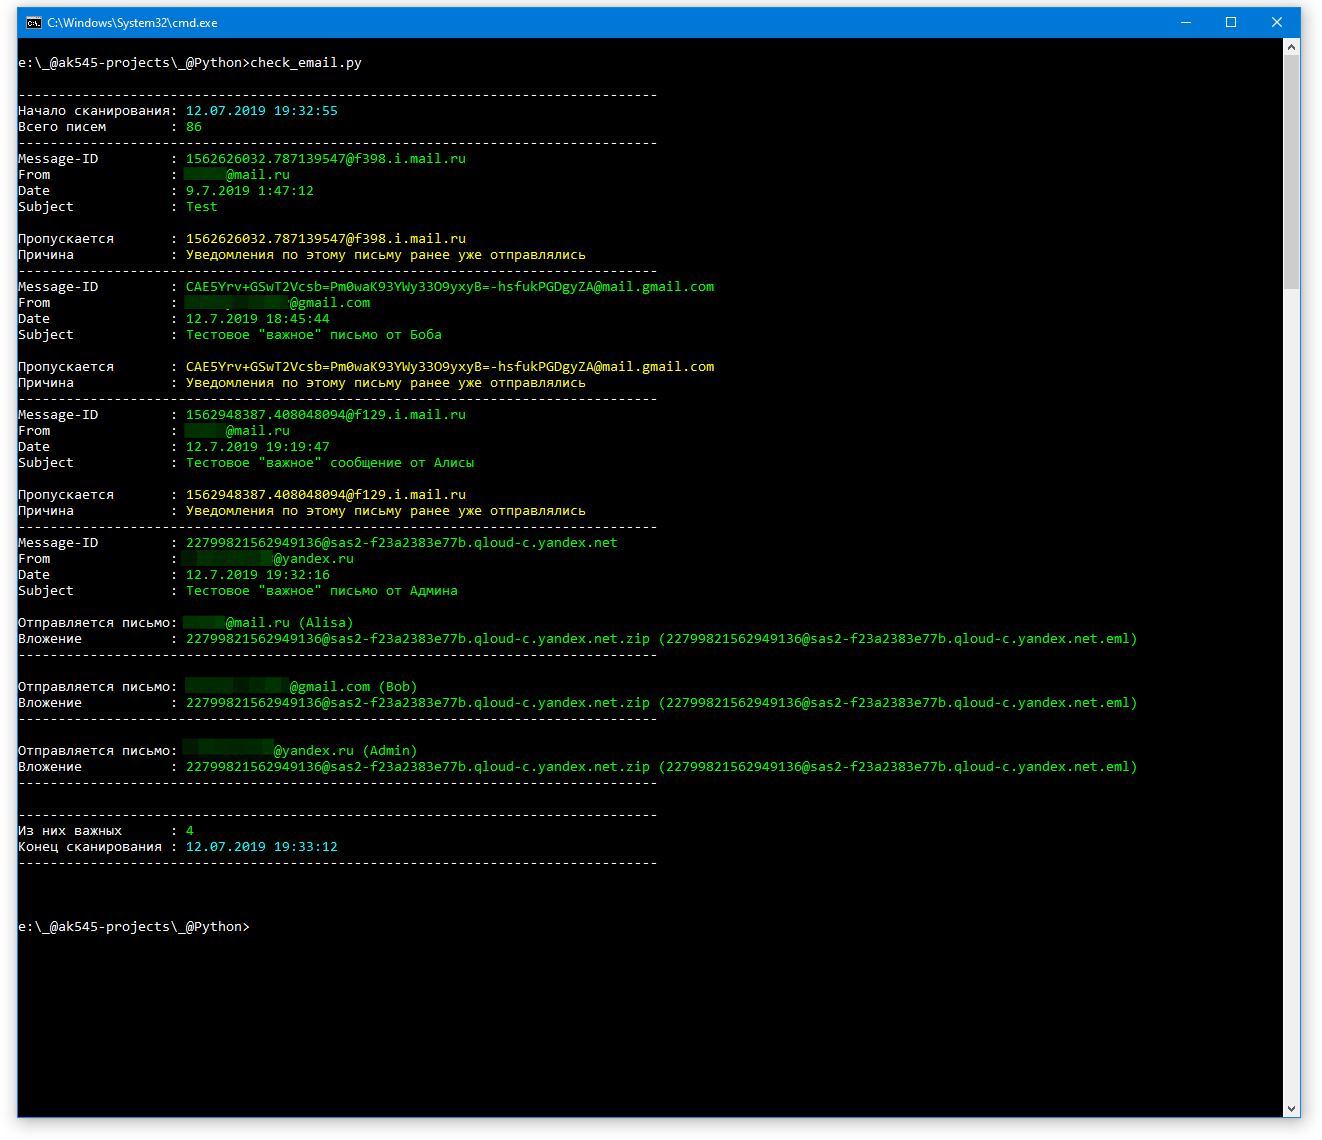 C:\Windows\System32\cmd.exe
e:\_@ak545-projects\_@Python>check_email.py
--------------------------------------------------------------------------------
Начало сканирования: 12.07.2019 19:32:55
Всего писем : 86
--------------------------------------------------------------------------------
Message-ID : 1562626032.787139547@f398.i.mail.ru
From : @mail.ru
Date : 9.7.2019 1:47:12
Subject : Test
Пропускается : 1562626032.787139547@f398.i.mail.ru
Причина : Уведомления по этому письму ранее уже отправлялись
--------------------------------------------------------------------------------
Message-ID : CAE5Yrv+GSwT2Vcsb=Pm0waK93YWy33O9yxyB=-hsfukPGDgyZA@mail.gmail.com
From : @gmail.com
Date : 12.7.2019 18:45:44
Subject : Тестовое "важное" письмо от Боба
Пропускается : CAE5Yrv+GSwT2Vcsb=Pm0waK93YWy33O9yxyB=-hsfukPGDgyZA@mail.gmail.com
Причина : Уведомления по этому письму ранее уже отправлялись
--------------------------------------------------------------------------------
Message-ID : 1562948387.408048094@f129.i.mail.ru
From : @mail.ru
Date : 12.7.2019 19:19:47
Subject : Тестовое "важное" сообщение от Алисы
Пропускается : 1562948387.408048094@f129.i.mail.ru
Причина : Уведомления по этому письму ранее уже отправлялись
--------------------------------------------------------------------------------
Message-ID : 22799821562949136@sas2-f23a2383e77b.qloud-c.yandex.net
From : @yandex.ru
Date : 12.7.2019 19:32:16
Subject : Тестовое "важное" письмо от Админа
Отправляется письмо: @mail.ru (Alisa)
Вложение : 22799821562949136@sas2-f23a2383e77b.qloud-c.yandex.net.zip (22799821562949136@sas2-f23a2383e77b.qloud-c.yandex.net.eml)
--------------------------------------------------------------------------------
Отправляется письмо: @gmail.com (Bob)
Вложение : 22799821562949136@sas2-f23a2383e77b.qloud-c.yandex.net.zip (22799821562949136@sas2-f23a2383e77b.qloud-c.yandex.net.eml)
--------------------------------------------------------------------------------
Отправляется письмо: @yandex.ru (Admin)
Вложение : 22799821562949136@sas2-f23a2383e77b.qloud-c.yandex.net.zip (22799821562949136@sas2-f23a2383e77b.qloud-c.yandex.net.eml)
--------------------------------------------------------------------------------
--------------------------------------------------------------------------------
Из них важных : 4
Конец сканирования : 12.07.2019 19:33:12
--------------------------------------------------------------------------------
e:\_@ak545-projects\_@Python>